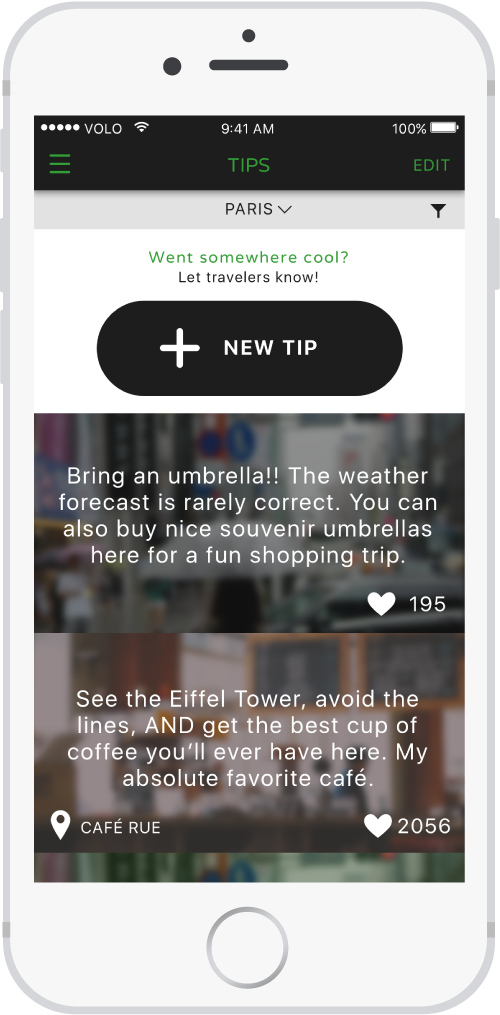 VOLO 9:41 AM 100%
TIPS EDIT
PARIS
Went somewhere cool?
Let travelers know!
NEW TIP
Bring an umbrella!! The weather
forecast is rarely correct. You can
also buy nice souvenir umbrellas
here for a fun shopping trip.
195
See the Eiffel Tower, avoid the
lines, AND get the best cup of
coffee you’ll ever have here. My
absolute favorite café.
CAFÉ RUE 2056